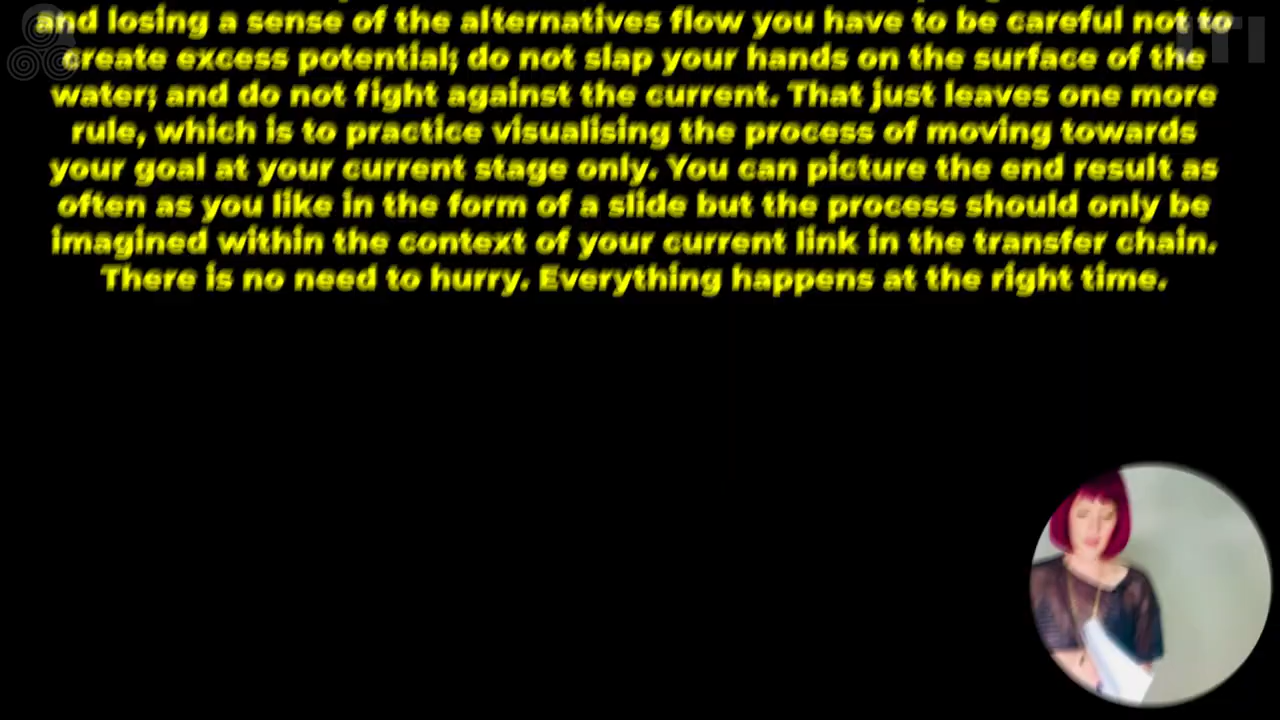 and losing a sense of the alternatives flow you have to be careful not to
create excess potential; do not slap your hands on the surface of the
water; and do not fight against the current. That just leaves one more
rule, which is to practice visualising the process of moving towards
your goal at your current stage only. You can picture the end result as
often as you like in the form of a slide but the process should only be
imagined within the context of your current link in the transfer chain.
There is no need to hurry. Everything happens at the right time.